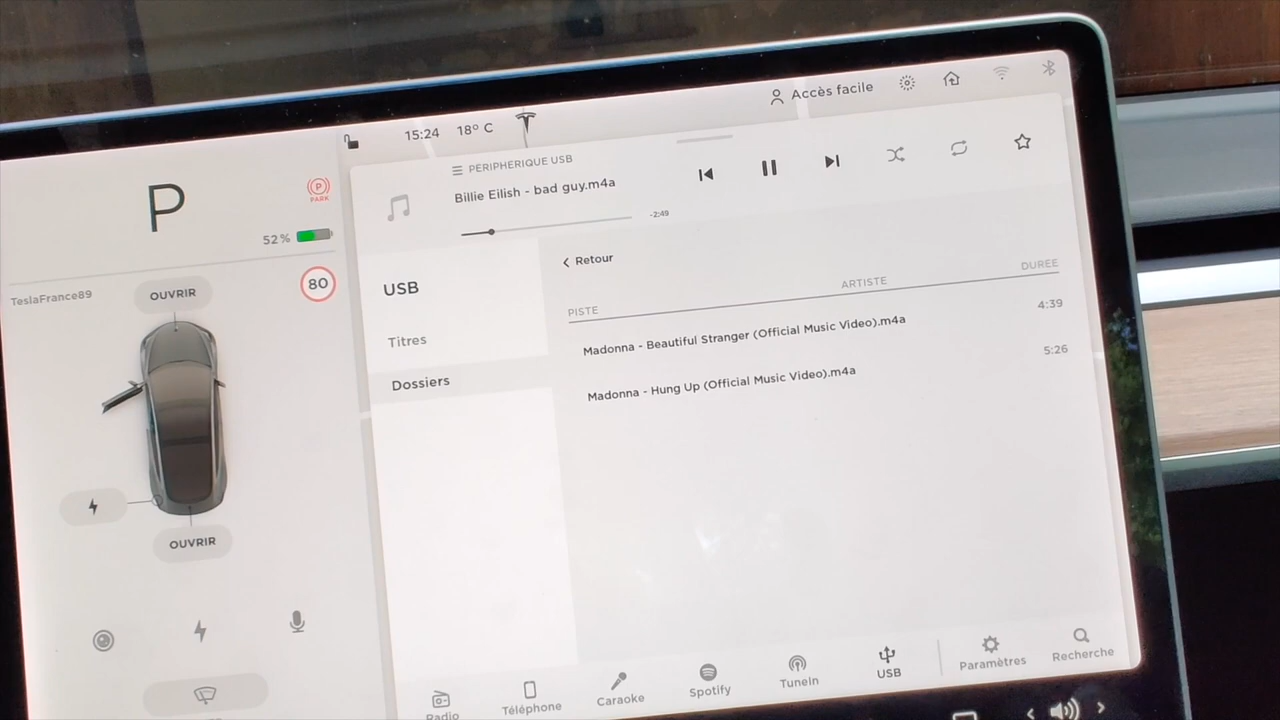 15:24
18° C
Accès facile
P
PARK
52%
TeslaFrance89
OUVRIR
80
OUVRIR
PERIPHERIQUE USB
Billie Eilish - bad guy.m4a
-2:49
USB
Titres
Dossiers
Retour
PISTE
ARTISTE
DUREE
Madonna - Beautiful Stranger (Official Music Video).m4a
4:39
Madonna - Hung Up (Official Music Video).m4a
5:26
Radio
Téléphone
Caraoke
Spotify
TuneIn
USB
Paramètres
Recherche